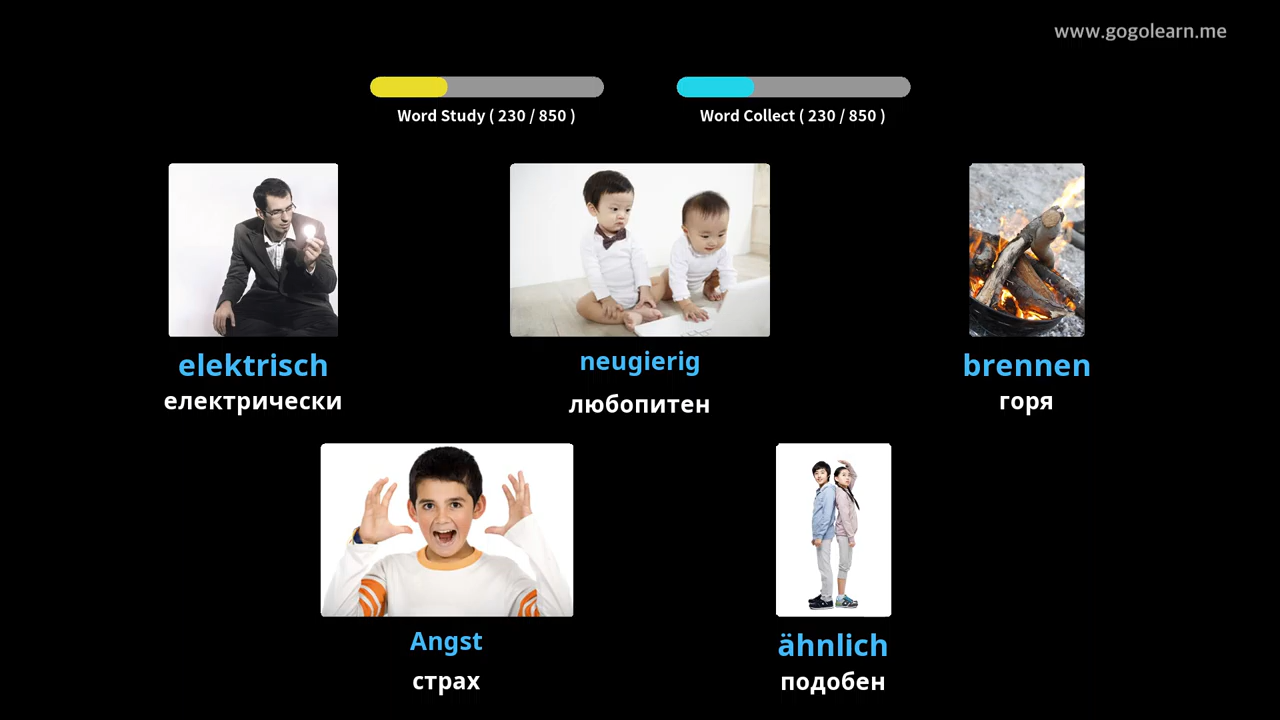 www.gogolearn.me
Word Study ( 230 / 850 )
Word Collect ( 230 / 850 )
elektrisch
електрически
neugierig
любопитен
brennen
горя
Angst
страх
ähnlich
подобен